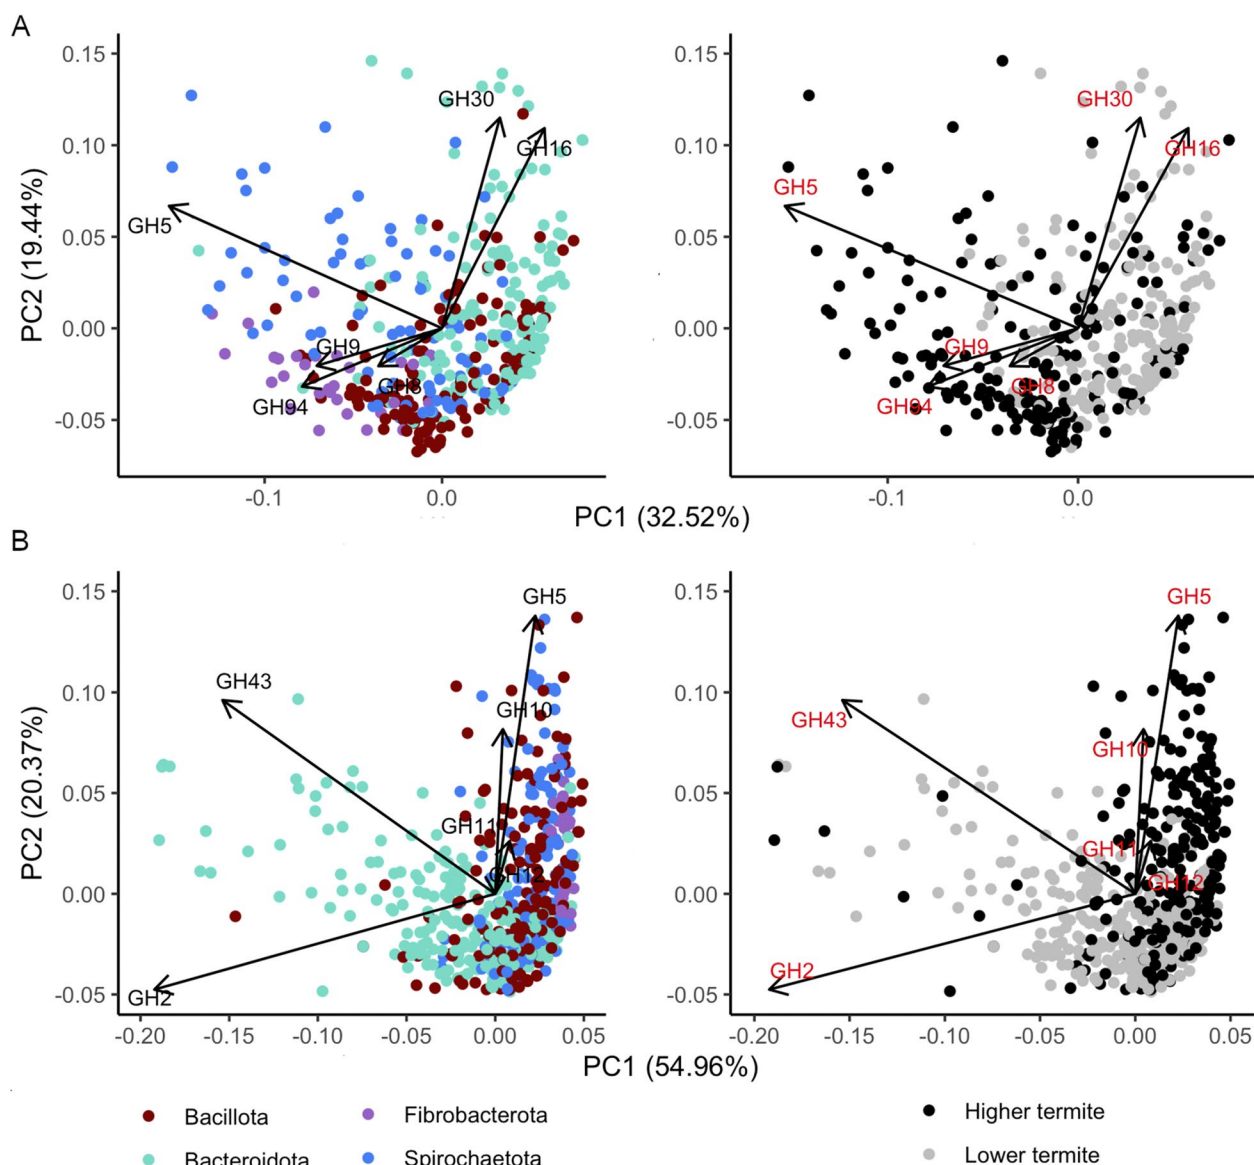 A
0.15
0.10
0.05
0.00
-0.05
PC2 (19.44%)
GH30
GH16
GH5
GH9
GH8
GH94
-0.1
0.0
0.15
0.10
0.05
0.00
-0.05
GH30
GH16
GH5
GH9
GH8
GH94
-0.1
0.0
PC1 (32.52%)
B
0.15
0.10
0.05
0.00
-0.05
PC2 (20.37%)
GH5
GH43
GH10
GH11
GH12
GH2
-0.20
-0.15
-0.10
-0.05
0.00
0.05
0.15
0.10
0.05
0.00
-0.05
GH5
GH43
GH10
GH11
GH12
GH2
-0.20
-0.15
-0.10
-0.05
0.00
0.05
PC1 (54.96%)
Bacillota
Fibrobacterota
Higher termite
Bacteroidota
Spirochaetota
Lower termite